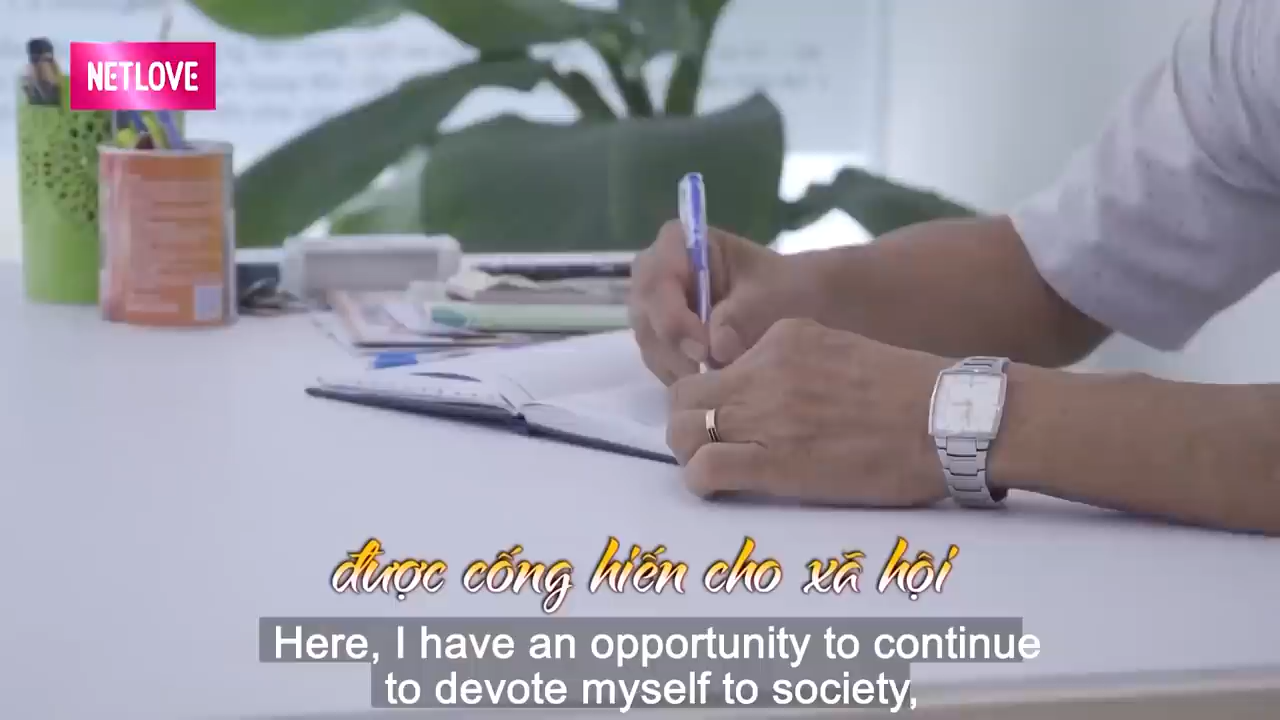 NETLOVE
được cống hiến cho xã hội
Here, I have an opportunity to continue
to devote myself to society,